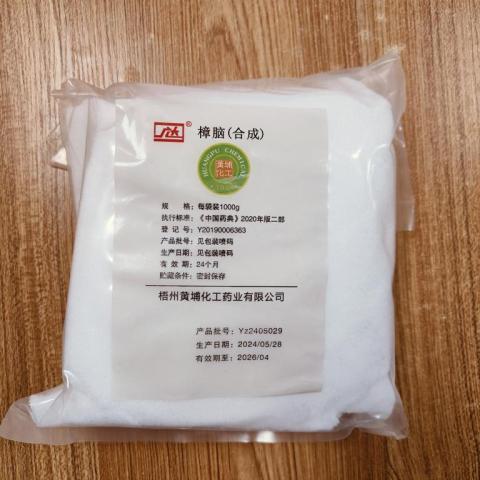 ® 樟脑(合成)
HUANGPU CHEMICAL
黄埔
化工
规 格：每袋装1000g
执行标准：《中国药典》2020年版二部
登 记 号：Y20190006363
产品批号：见包装喷码
生产日期：见包装喷码
有 效 期：24个月
贮藏条件：密封保存
梧州黄埔化工药业有限公司
产品批号：Yz2405029
生产日期：2024/05/28
有效期至：2026/04